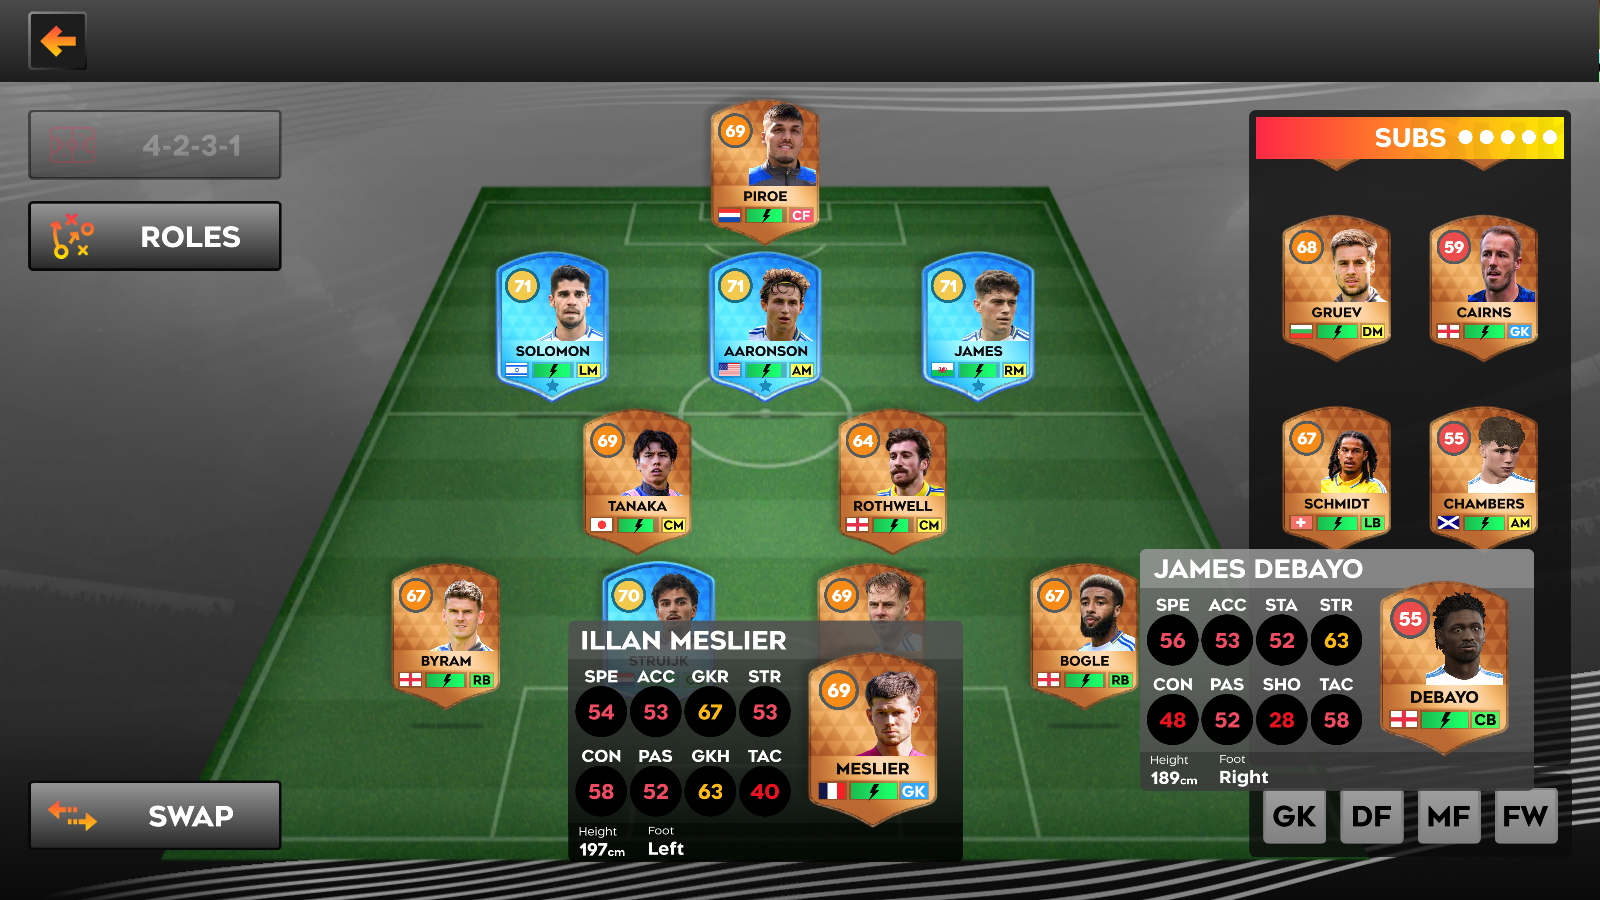 4-2-3-1
ROLES
SWAP
69
PIROE
CF
71
SOLOMON
LM
71
AARONSON
AM
71
JAMES
RM
69
TANAKA
CM
64
ROTHWELL
CM
67
BYRAM
RB
70
STRUIJK
69
67
BOGLE
RB
ILLAN MESLIER
SPE ACC GKR STR
54 53 67 53
CON PAS GKH TAC
58 52 63 40
Height Foot
197cm Left
69
MESLIER
GK
SUBS
68
GRUEV
DM
59
CAIRNS
GK
67
SCHMIDT
LB
55
CHAMBERS
AM
JAMES DEBAYO
SPE ACC STA STR
56 53 52 63
CON PAS SHO TAC
48 52 28 58
Height Foot
189cm Right
55
DEBAYO
CB
GK DF MF FW